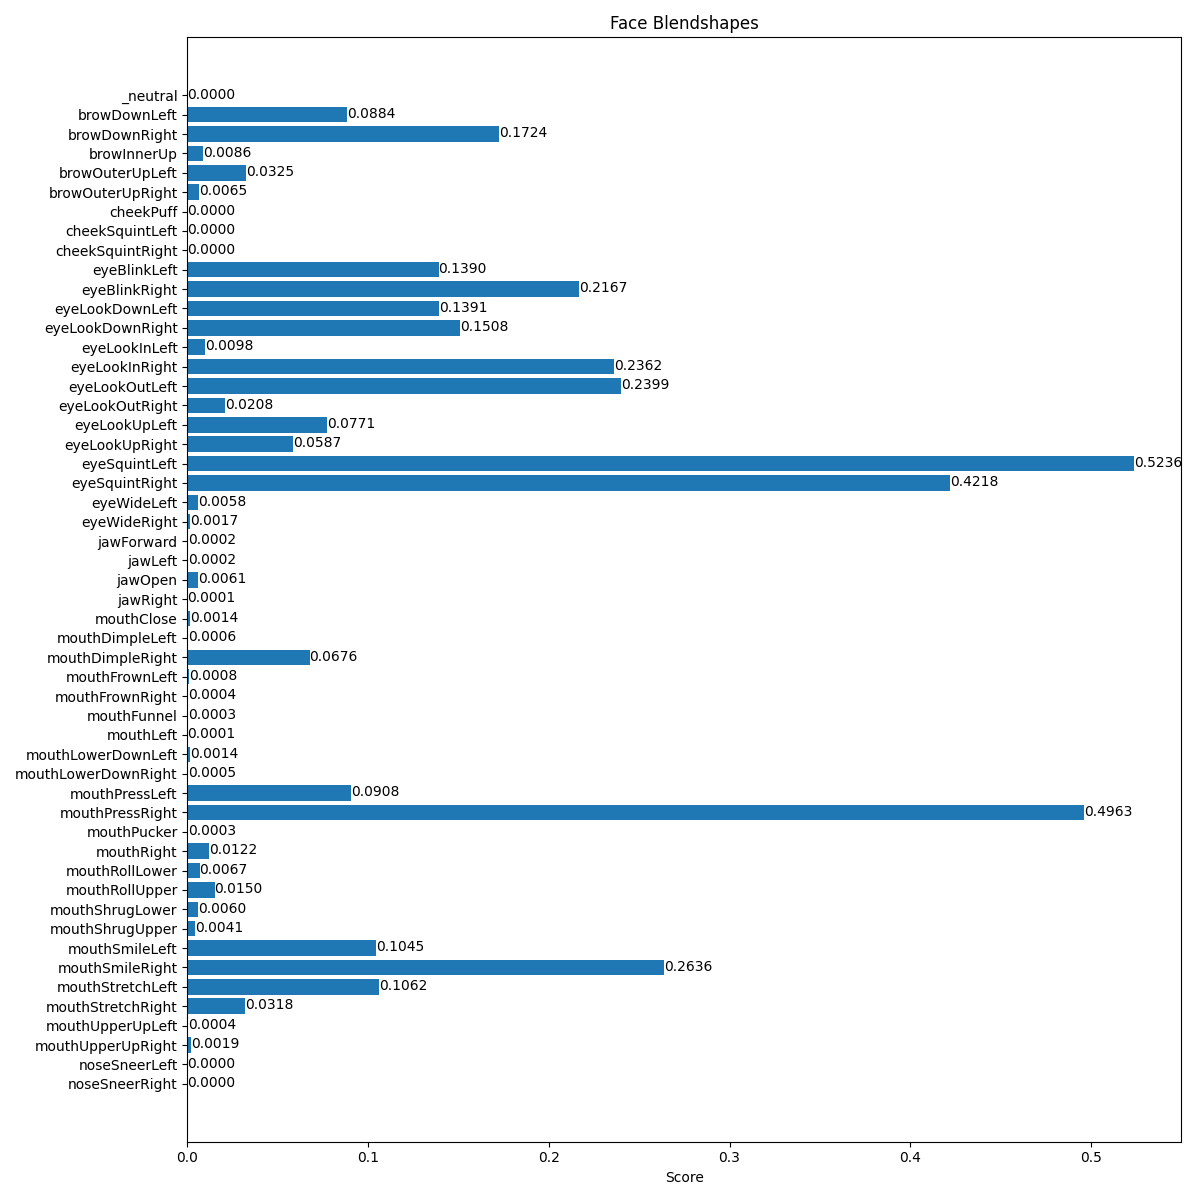 Face Blendshapes
_neutral 0.0000
browDownLeft 0.0884
browDownRight 0.1724
browInnerUp 0.0086
browOuterUpLeft 0.0325
browOuterUpRight 0.0065
cheekPuff 0.0000
cheekSquintLeft 0.0000
cheekSquintRight 0.0000
eyeBlinkLeft 0.1390
eyeBlinkRight 0.2167
eyeLookDownLeft 0.1391
eyeLookDownRight 0.1508
eyeLookInLeft 0.0098
eyeLookInRight 0.2362
eyeLookOutLeft 0.2399
eyeLookOutRight 0.0208
eyeLookUpLeft 0.0771
eyeLookUpRight 0.0587
eyeSquintLeft 0.5236
eyeSquintRight 0.4218
eyeWideLeft 0.0058
eyeWideRight 0.0017
jawForward 0.0002
jawLeft 0.0002
jawOpen 0.0061
jawRight 0.0001
mouthClose 0.0014
mouthDimpleLeft 0.0006
mouthDimpleRight 0.0676
mouthFrownLeft 0.0008
mouthFrownRight 0.0004
mouthFunnel 0.0003
mouthLeft 0.0001
mouthLowerDownLeft 0.0014
mouthLowerDownRight 0.0005
mouthPressLeft 0.0908
mouthPressRight 0.4963
mouthPucker 0.0003
mouthRight 0.0122
mouthRollLower 0.0067
mouthRollUpper 0.0150
mouthShrugLower 0.0060
mouthShrugUpper 0.0041
mouthSmileLeft 0.1045
mouthSmileRight 0.2636
mouthStretchLeft 0.1062
mouthStretchRight 0.0318
mouthUpperUpLeft 0.0004
mouthUpperUpRight 0.0019
noseSneerLeft 0.0000
noseSneerRight 0.0000
0.0 0.1 0.2 0.3 0.4 0.5
Score